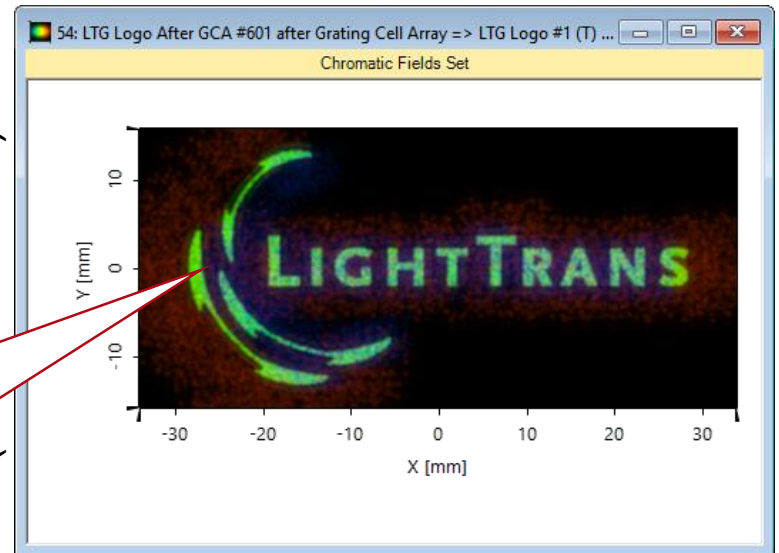 54: LTG Logo After GCA #601 after Grating Cell Array => LTG Logo #1 (T) ...
Chromatic Fields Set
10
0
-10
Y [mm]
LIGHTTRANS
-30 -20 -10 0 10 20 30
X [mm]